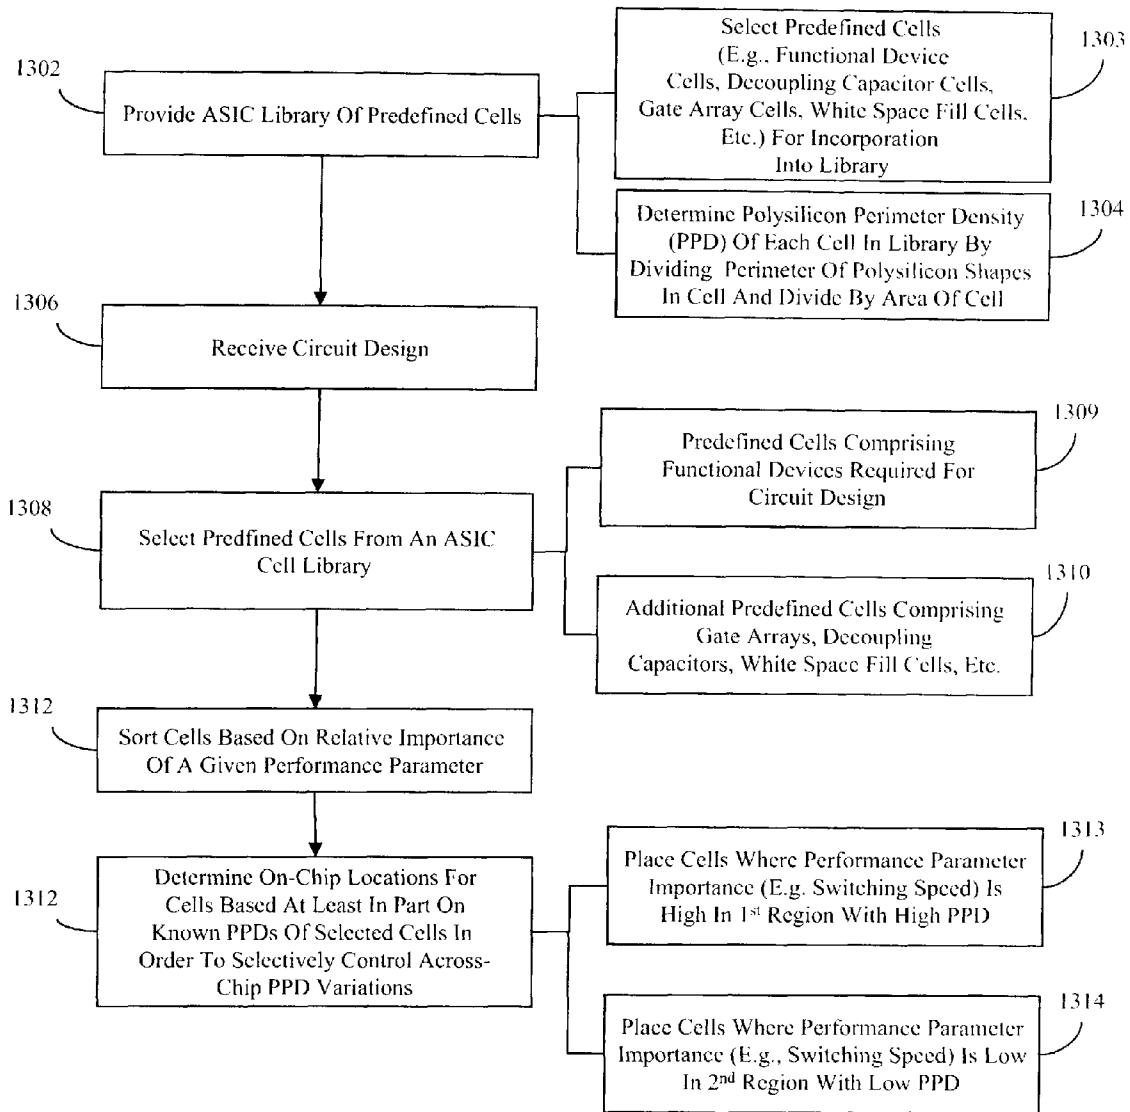 1302
Provide ASIC Library Of Predefined Cells
Select Predefined Cells
(E.g., Functional Device
Cells, Decoupling Capacitor Cells,
Gate Array Cells, White Space Fill Cells,
Etc.) For Incorporation
Into Library
1303
Determine Polysilicon Perimeter Density
(PPD) Of Each Cell In Library By
Dividing Perimeter Of Polysilicon Shapes
In Cell And Divide By Area Of Cell
1304
1306
Receive Circuit Design
1308
Select Predfined Cells From An ASIC
Cell Library
Predefined Cells Comprising
Functional Devices Required For
Circuit Design
1309
Additional Predefined Cells Comprising
Gate Arrays, Decoupling
Capacitors, White Space Fill Cells, Etc.
1310
1312
Sort Cells Based On Relative Importance
Of A Given Performance Parameter
1312
Determine On-Chip Locations For
Cells Based At Least In Part On
Known PPDs Of Selected Cells In
Order To Selectively Control Across-
Chip PPD Variations
Place Cells Where Performance Parameter
Importance (E.g. Switching Speed) Is
High In 1st Region With High PPD
1313
Place Cells Where Performance Parameter
Importance (E.g., Switching Speed) Is Low
In 2nd Region With Low PPD
1314